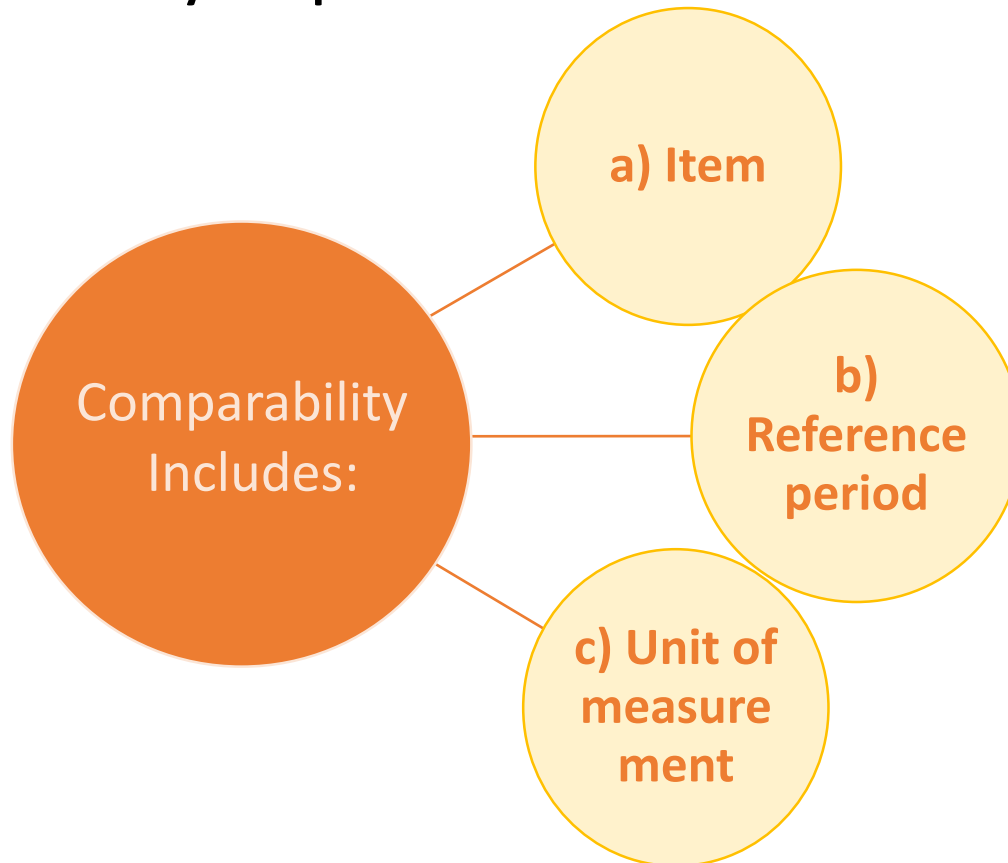 Comparability
Includes:
a) Item
b)
Reference
period
c) Unit of
measure
ment